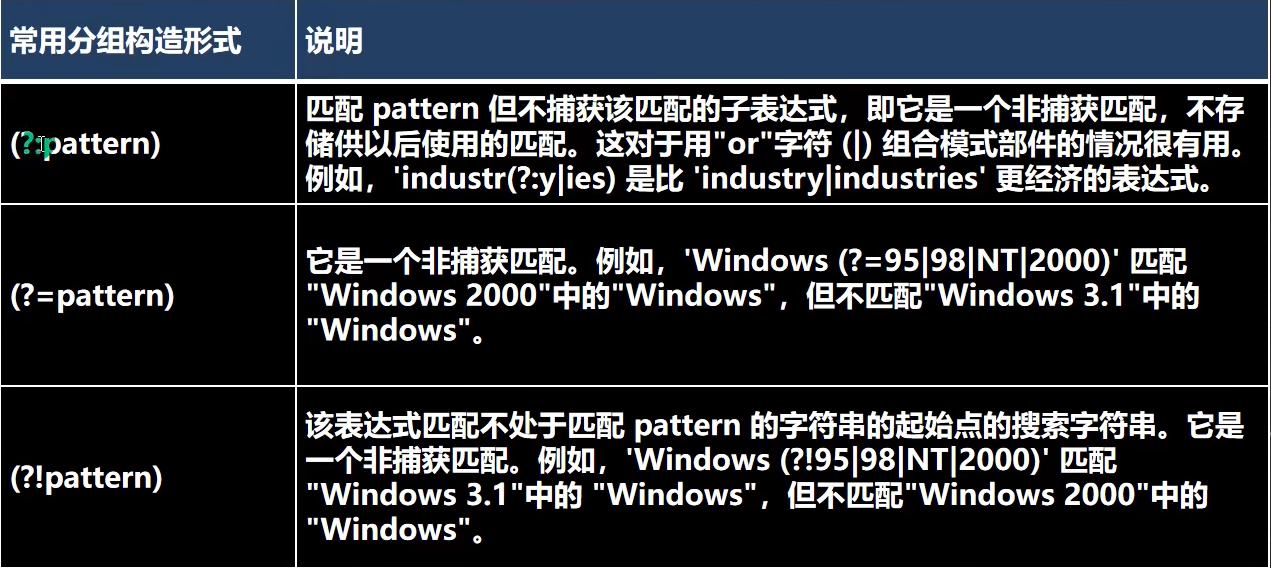 常用分组构造形式
说明
(?:pattern)
匹配 pattern 但不捕获该匹配的子表达式，即它是一个非捕获匹配，不存
储供以后使用的匹配。这对于用"or"字符 (|) 组合模式部件的情况很有用。
例如，'industr(?:y|ies) 是比 'industry|industries' 更经济的表达式。
(?=pattern)
它是一个非捕获匹配。例如，'Windows (?=95|98|NT|2000)' 匹配
"Windows 2000"中的"Windows"，但不匹配"Windows 3.1"中的
"Windows"。
(?!pattern)
该表达式匹配不处于匹配 pattern 的字符串的起始点的搜索字符串。它是
一个非捕获匹配。例如，'Windows (?!95|98|NT|2000)' 匹配
"Windows 3.1"中的 "Windows"，但不匹配"Windows 2000"中的
"Windows"。